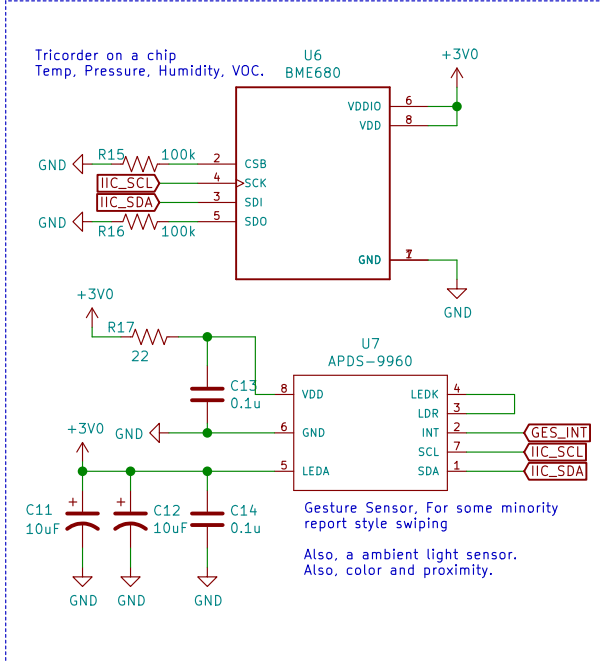 Tricorder on a chip
Temp, Pressure, Humidity, VOC.
U6
BME680
+3V0
VDDIO 6
VDD 8
GND R15 100k 2 CSB
IIC_SCL 4 SCK
IIC_SDA 3 SDI
GND R16 100k 5 SDO
GND
GND
+3V0
R17
22
U7
APDS-9960
C13
0.1u
8 VDD
LEDK 4
LDR 3
GND 6 GND
INT 2 GES_INT
SCL 7 IIC_SCL
+3V0
5 LEDA
SDA 1 IIC_SDA
C11
10uF
C12
10uF
C14
0.1u
Gesture Sensor, For some minority
report style swiping
Also, a ambient light sensor.
Also, color and proximity.
GND
GND
GND